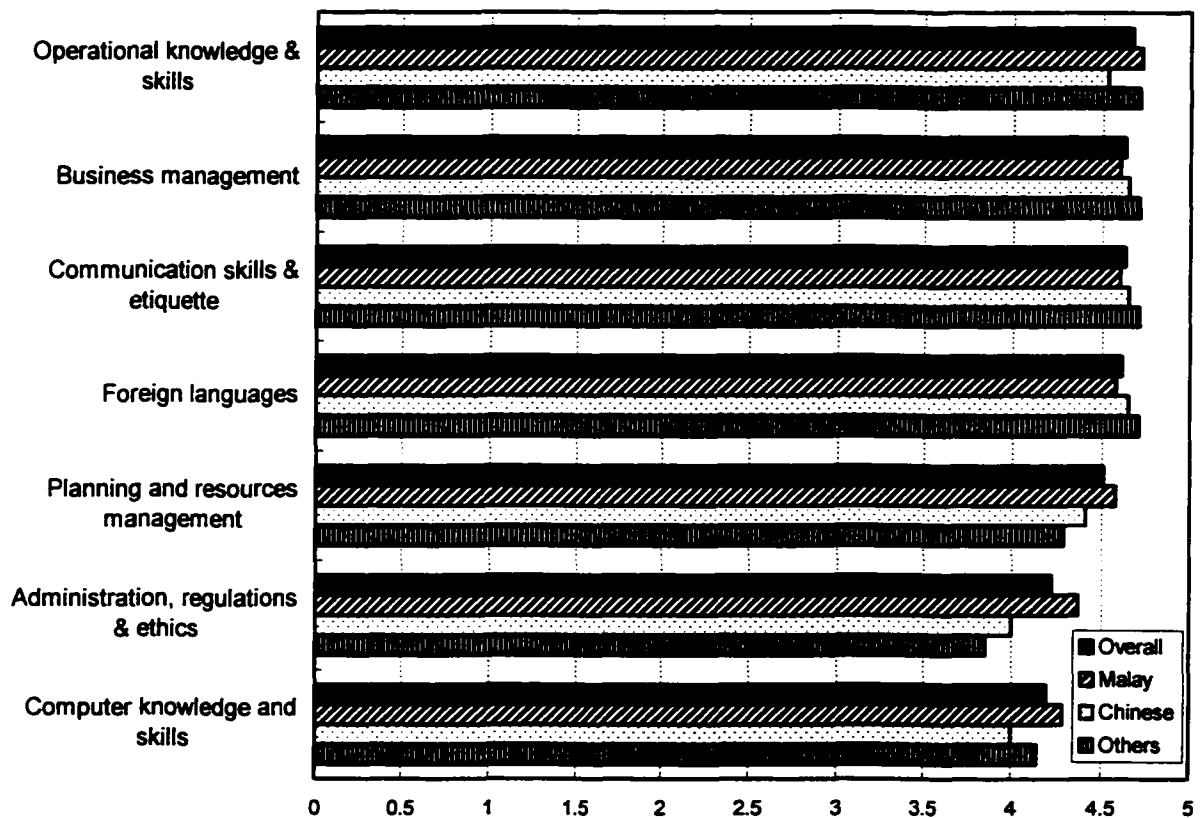 Operational knowledge &
skills
Business management
Communication skills &
etiquette
Foreign languages
Planning and resources
management
Administration, regulations
& ethics
Computer knowledge and
skills
Overall
Malay
Chinese
Others
0 0.5 1 1.5 2 2.5 3 3.5 4 4.5 5